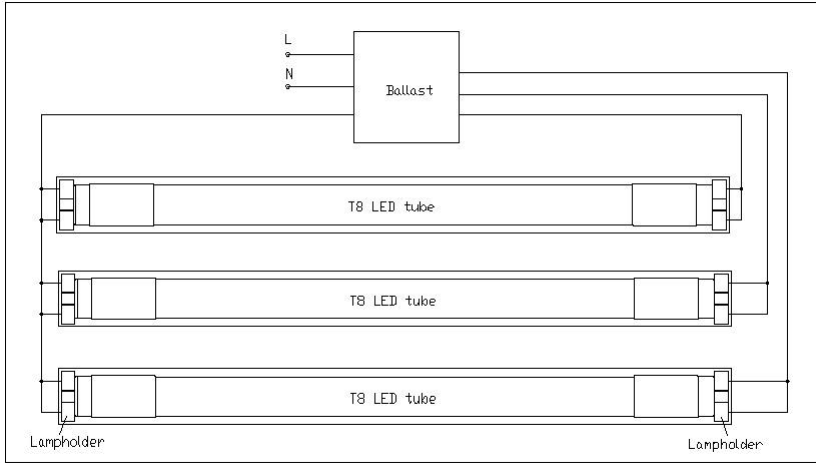 L
N
Ballast
T8 LED tube
T8 LED tube
T8 LED tube
Lampholder
Lampholder